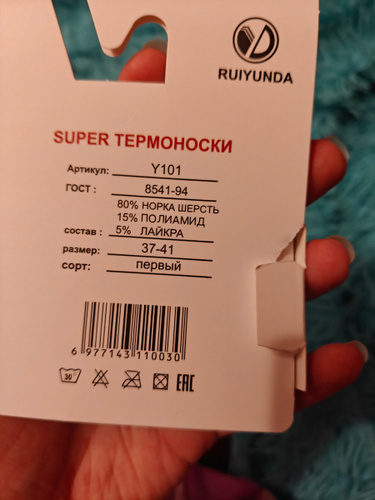 RUIYUNDA
SUPER ТЕРМОНОСКИ
Артикул: Y101
ГОСТ : 8541-94
80% НОРКА ШЕРСТЬ
15% ПОЛИАМИД
состав : 5% ЛАЙКРА
размер: 37-41
сорт: первый
6 977143 110030
30 EAC